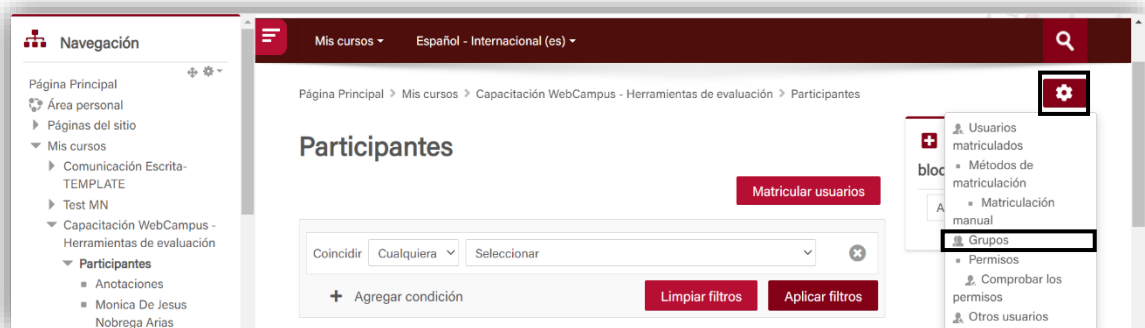 Navegación
Página Principal
Área personal
Páginas del sitio
Mis cursos
Comunicación Escrita-
TEMPLATE
Test MN
Capacitación WebCampus -
Herramientas de evaluación
Participantes
Anotaciones
Monica De Jesus
Nobrega Arias
Mis cursos
Español - Internacional (es)
Página Principal > Mis cursos > Capacitación WebCampus - Herramientas de evaluación > Participantes
Participantes
Matricular usuarios
Coincidir Cualquiera Seleccionar
+ Agregar condición
Limpiar filtros
Aplicar filtros
bloc
A
Usuarios
matriculados
Métodos de
matriculación
Matriculación
manual
Grupos
Permisos
Comprobar los
permisos
Otros usuarios